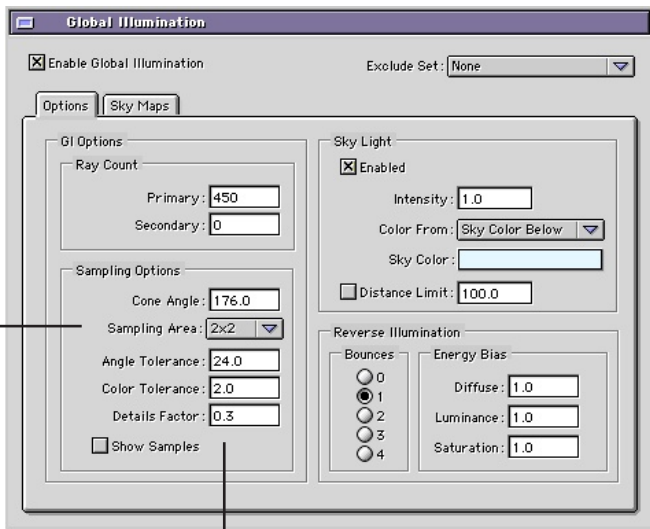 Global Illumination
Enable Global Illumination
Exclude Set: None
Options
Sky Maps
GI Options
Ray Count
Primary: 450
Secondary: 0
Sampling Options
Cone Angle: 176.0
Sampling Area: 2x2
Angle Tolerance: 24.0
Color Tolerance: 2.0
Details Factor: 0.3
Show Samples
Sky Light
Enabled
Intensity: 1.0
Color From: Sky Color Below
Sky Color:
Distance Limit: 100.0
Reverse Illumination
Bounces
0
1
2
3
4
Energy Bias
Diffuse: 1.0
Luminance: 1.0
Saturation: 1.0